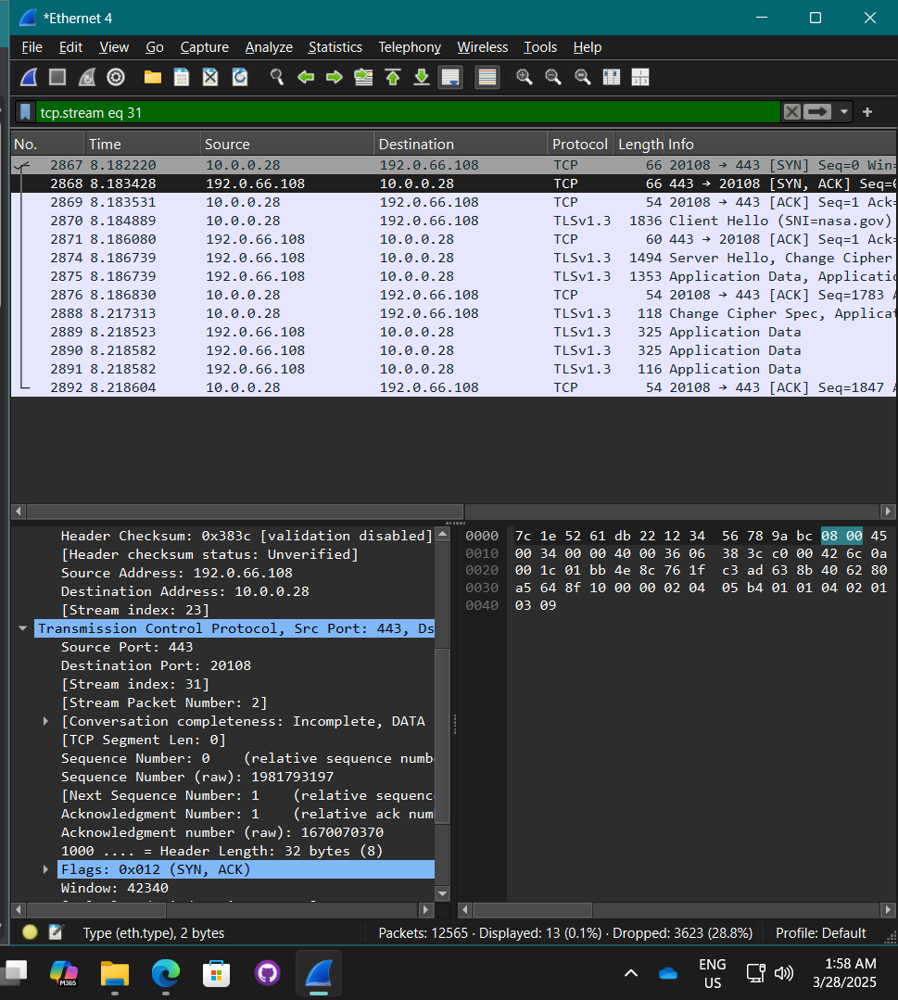 *Ethernet 4
File Edit View Go Capture Analyze Statistics Telephony Wireless Tools Help
tcp.stream eq 31
No. Time Source Destination Protocol Length Info
2867 8.182220 10.0.0.28 192.0.66.108 TCP 66 20108 → 443 [SYN] Seq=0 Win=
2868 8.183428 192.0.66.108 10.0.0.28 TCP 66 443 → 20108 [SYN, ACK] Seq=0
2869 8.183531 10.0.0.28 192.0.66.108 TCP 54 20108 → 443 [ACK] Seq=1 Ack=
2870 8.184889 10.0.0.28 192.0.66.108 TLSv1.3 1836 Client Hello (SNI=nasa.gov)
2871 8.186080 192.0.66.108 10.0.0.28 TCP 60 443 → 20108 [ACK] Seq=1 Ack=
2874 8.186739 192.0.66.108 10.0.0.28 TLSv1.3 1494 Server Hello, Change Cipher
2875 8.186739 192.0.66.108 10.0.0.28 TLSv1.3 1353 Application Data, Applicatio
2876 8.186830 10.0.0.28 192.0.66.108 TCP 54 20108 → 443 [ACK] Seq=1783 A
2888 8.217313 10.0.0.28 192.0.66.108 TLSv1.3 118 Change Cipher Spec, Applicat
2889 8.218523 192.0.66.108 10.0.0.28 TLSv1.3 325 Application Data
2890 8.218582 192.0.66.108 10.0.0.28 TLSv1.3 325 Application Data
2891 8.218582 192.0.66.108 10.0.0.28 TLSv1.3 116 Application Data
2892 8.218604 10.0.0.28 192.0.66.108 TCP 54 20108 → 443 [ACK] Seq=1847 A
Header Checksum: 0x383c [validation disabled]
[Header checksum status: Unverified]
Source Address: 192.0.66.108
Destination Address: 10.0.0.28
[Stream index: 23]
Transmission Control Protocol, Src Port: 443, Ds
Source Port: 443
Destination Port: 20108
[Stream index: 31]
[Stream Packet Number: 2]
[Conversation completeness: Incomplete, DATA
[TCP Segment Len: 0]
Sequence Number: 0 (relative sequence numb
Sequence Number (raw): 1981793197
[Next Sequence Number: 1 (relative sequenc
Acknowledgment Number: 1 (relative ack num
Acknowledgment number (raw): 1670070370
1000 .... = Header Length: 32 bytes (8)
Flags: 0x012 (SYN, ACK)
Window: 42340
0000 7c 1e 52 61 db 22 12 34 56 78 9a bc 08 00 45
0010 00 34 00 00 40 00 36 06 38 3c c0 00 42 6c 0a
0020 00 1c 01 bb 4e 8c 76 1f c3 ad 63 8b 40 62 80
0030 a5 64 8f 10 00 00 02 04 05 b4 01 01 04 02 01
0040 03 09
Type (eth.type), 2 bytes Packets: 12565 · Displayed: 13 (0.1%) · Dropped: 3623 (28.8%) Profile: Default
M365
ENG
US
1:58 AM
3/28/2025